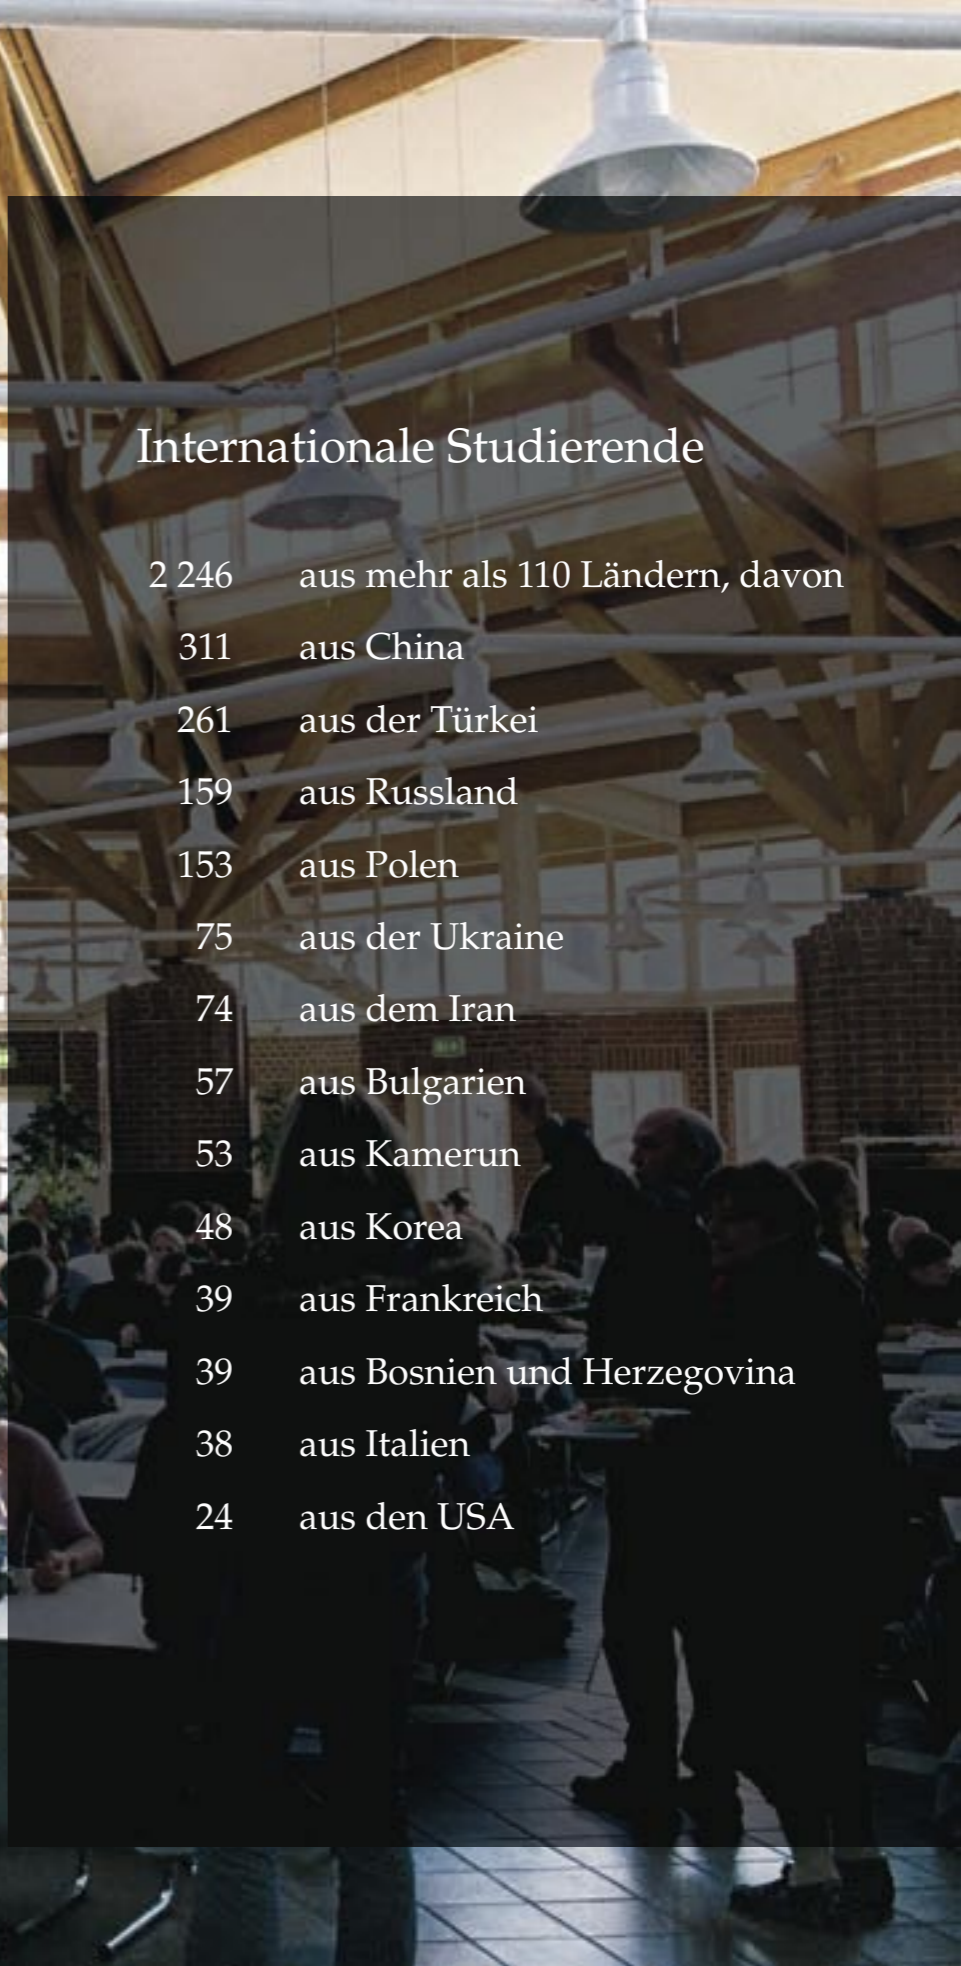 Internationale Studierende
2 246 aus mehr als 110 Ländern, davon
311 aus China
261 aus der Türkei
159 aus Russland
153 aus Polen
75 aus der Ukraine
74 aus dem Iran
57 aus Bulgarien
53 aus Kamerun
48 aus Korea
39 aus Frankreich
39 aus Bosnien und Herzegovina
38 aus Italien
24 aus den USA